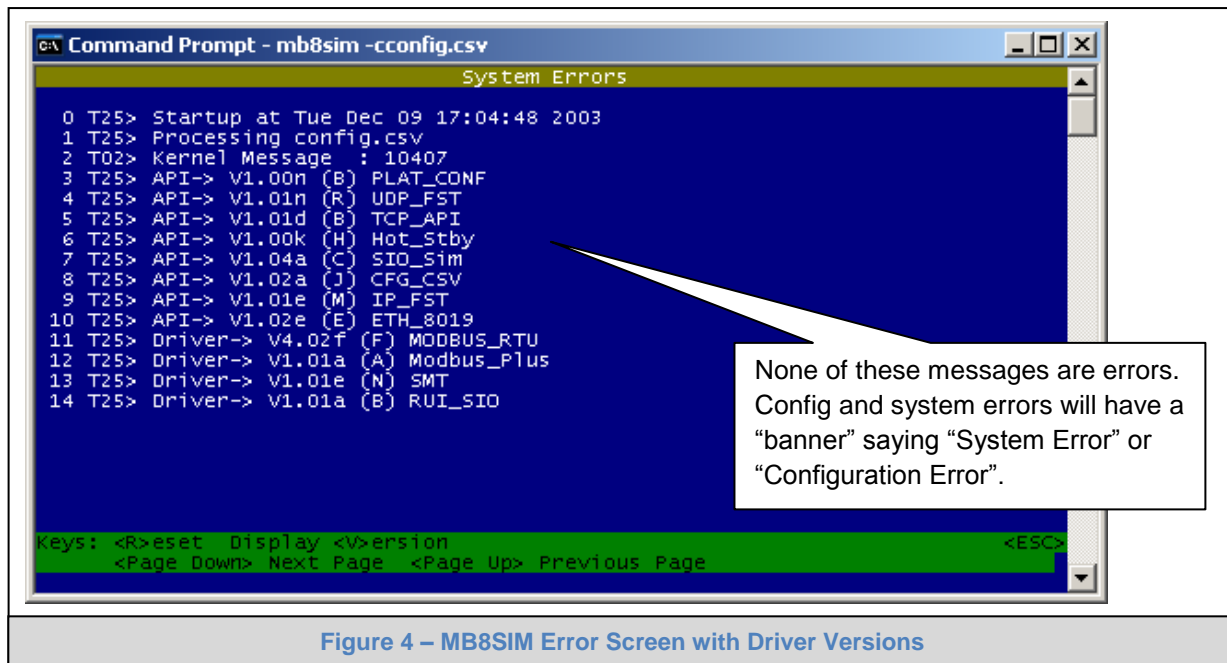 Command Prompt - mb8sim -cconfig.csv
System Errors
0 T25> Startup at Tue Dec 09 17:04:48 2003
1 T25> Processing config.csv
2 T02> Kernel Message : 10407
3 T25> API-> V1.00n (B) PLAT_CONF
4 T25> API-> V1.01n (R) UDP_FST
5 T25> API-> V1.01d (B) TCP_API
6 T25> API-> V1.00k (H) Hot_Stby
7 T25> API-> V1.04a (C) SIO_Sim
8 T25> API-> V1.02a (J) CFG_CSV
9 T25> API-> V1.01e (M) IP_FST
10 T25> API-> V1.02e (E) ETH_8019
11 T25> Driver-> V4.02f (F) MODBUS_RTU
12 T25> Driver-> V1.01a (A) Modbus_Plus
13 T25> Driver-> V1.01e (N) SMT
14 T25> Driver-> V1.01a (B) RUI_SIO
None of these messages are errors.
Config and system errors will have a
“banner” saying “System Error” or
“Configuration Error”.
Keys: <R>eset Display <V>ersion <ESC>
<Page Down> Next Page <Page Up> Previous Page
Figure 4 – MB8SIM Error Screen with Driver Versions